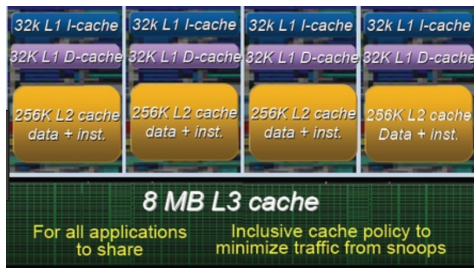 32k L1 I-cache
32k L1 I-cache
32k L1 I-cache
32k L1 I-cache
32K L1 D-cache
32K L1 D-cache
32K L1 D-cache
32K L1 D-cache
256K L2 cache
data + inst.
256K L2 cache
data + inst.
256K L2 cache
data + inst.
256K L2 cache
Data + inst.
8 MB L3 cache
For all applications
to share
Inclusive cache policy to
minimize traffic from snoops